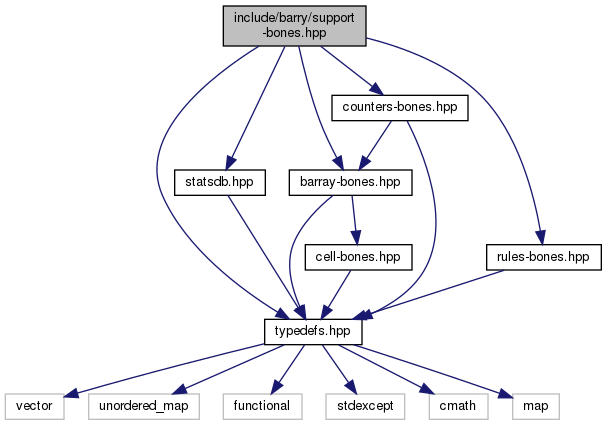 include/barry/support
-bones.hpp
counters-bones.hpp
statsdb.hpp
barray-bones.hpp
cell-bones.hpp
rules-bones.hpp
typedefs.hpp
vector
unordered_map
functional
stdexcept
cmath
map